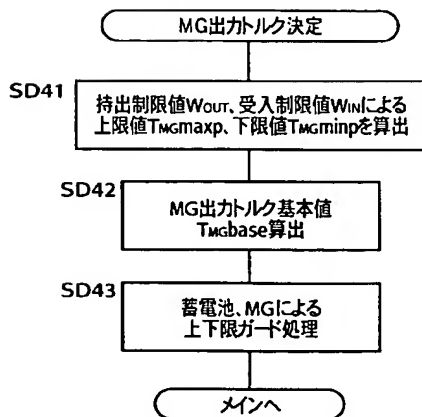 MG出力トルク決定
SD41
持出制限値WOUT、受入制限値WINによる
上限値TMGmaxp、下限値TMGminpを算出
SD42
MG出力トルク基本値
TMGbase算出
SD43
蓄電池、MGによる
上下限ガード処理
メインへ